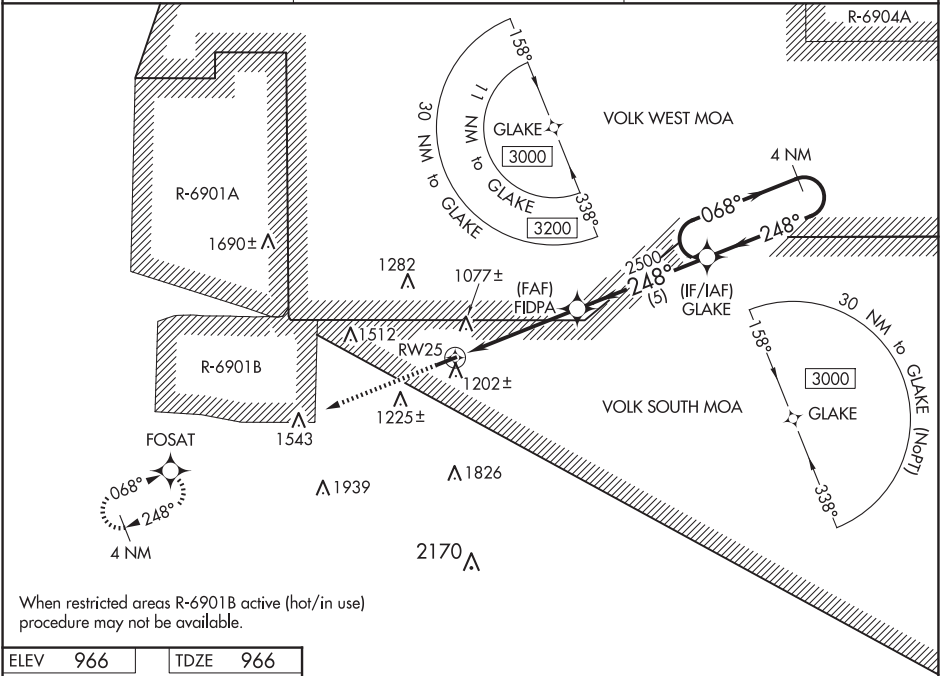 R-6904A
158°
30 NM to GLAKE
11 NM to GLAKE
GLAKE
3000
3200
338°
VOLK WEST MOA
4 NM
068°
248°
R-6901A
1690±
1282
1077±
2500
248°
(5)
(FAF)
FIDPA
(IF/IAF)
GLAKE
1512
RW25
R-6901B
1202±
1225±
1543
VOLK SOUTH MOA
30 NM to GLAKE (NoPT)
158°
3000
GLAKE
338°
FOSAT
068°
248°
4 NM
1939
1826
2170
When restricted areas R-6901B active (hot/in use)
procedure may not be available.
ELEV 966 TDZE 966